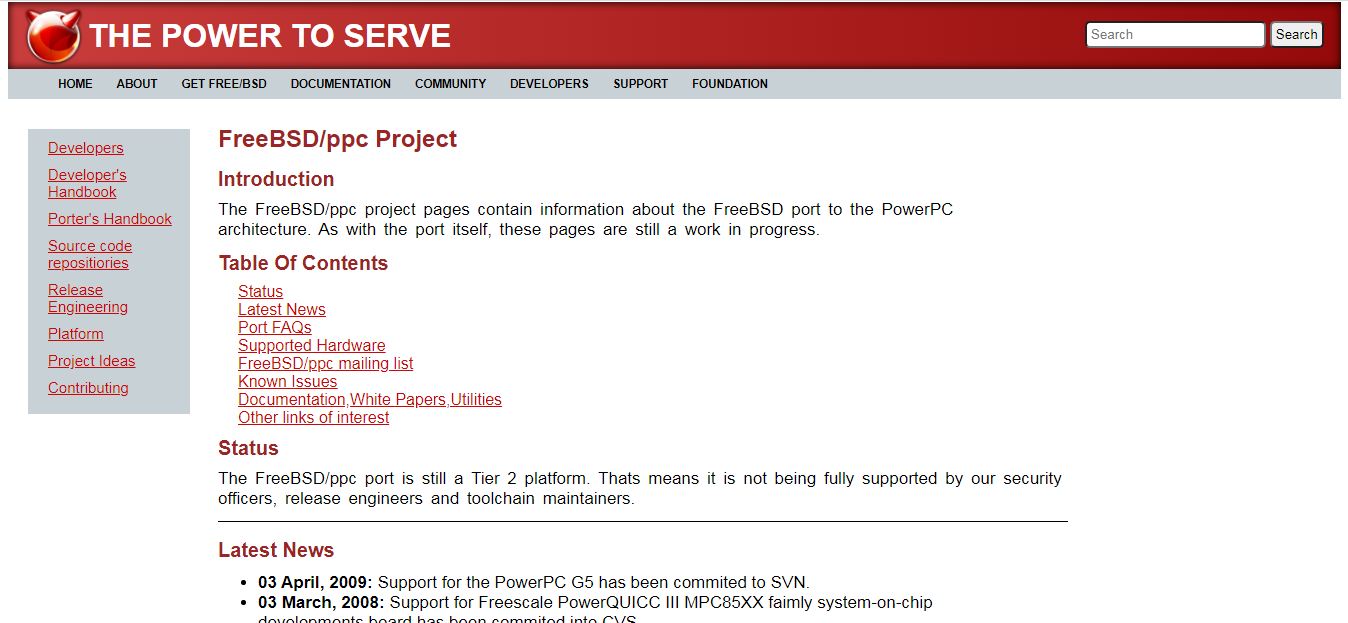 THE POWER TO SERVE
Search
Search
HOME ABOUT GET FREE/BSD DOCUMENTATION COMMUNITY DEVELOPERS SUPPORT FOUNDATION
Developers
Developer's
Handbook
Porter's Handbook
Source code
repositiories
Release
Engineering
Platform
Project Ideas
Contributing
FreeBSD/ppc Project
Introduction
The FreeBSD/ppc project pages contain information about the FreeBSD port to the PowerPC
architecture. As with the port itself, these pages are still a work in progress.
Table Of Contents
Status
Latest News
Port FAQs
Supported Hardware
FreeBSD/ppc mailing list
Known Issues
Documentation,White Papers,Utilities
Other links of interest
Status
The FreeBSD/ppc port is still a Tier 2 platform. Thats means it is not being fully supported by our security
officers, release engineers and toolchain maintainers.
Latest News
• 03 April, 2009: Support for the PowerPC G5 has been commited to SVN.
• 03 March, 2008: Support for Freescale PowerQUICC III MPC85XX faimly system-on-chip
developments board has been commited into CVS.